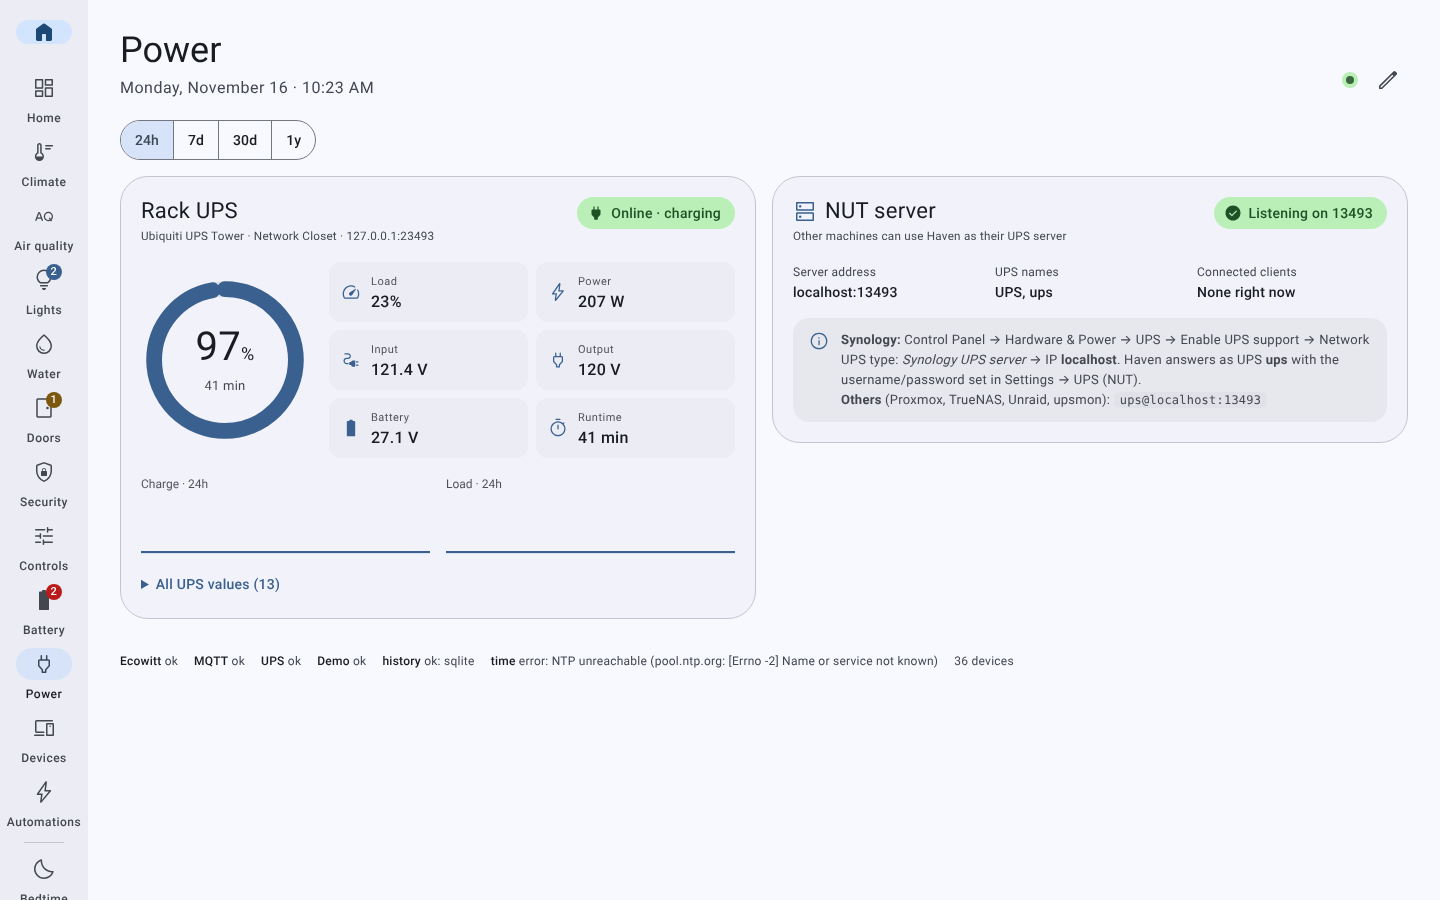 Home
Climate
AQ
Air quality
2
Lights
Water
1
Doors
Security
Controls
2
Battery
Power
Devices
Automations
Bedtime
Power
Monday, November 16 · 10:23 AM
24h
7d
30d
1y
Rack UPS
Online · charging
Ubiquiti UPS Tower · Network Closet · 127.0.0.1:23493
97%
41 min
Load
23%
Power
207 W
Input
121.4 V
Output
120 V
Battery
27.1 V
Runtime
41 min
Charge · 24h
Load · 24h
All UPS values (13)
NUT server
Listening on 13493
Other machines can use Haven as their UPS server
Server address
localhost:13493
UPS names
UPS, ups
Connected clients
None right now
Synology: Control Panel → Hardware & Power → UPS → Enable UPS support → Network
UPS type: Synology UPS server → IP localhost. Haven answers as UPS ups with the
username/password set in Settings → UPS (NUT).
Others (Proxmox, TrueNAS, Unraid, upsmon): ups@localhost:13493
Ecowitt ok MQTT ok UPS ok Demo ok history ok: sqlite time error: NTP unreachable (pool.ntp.org: [Errno -2] Name or service not known) 36 devices